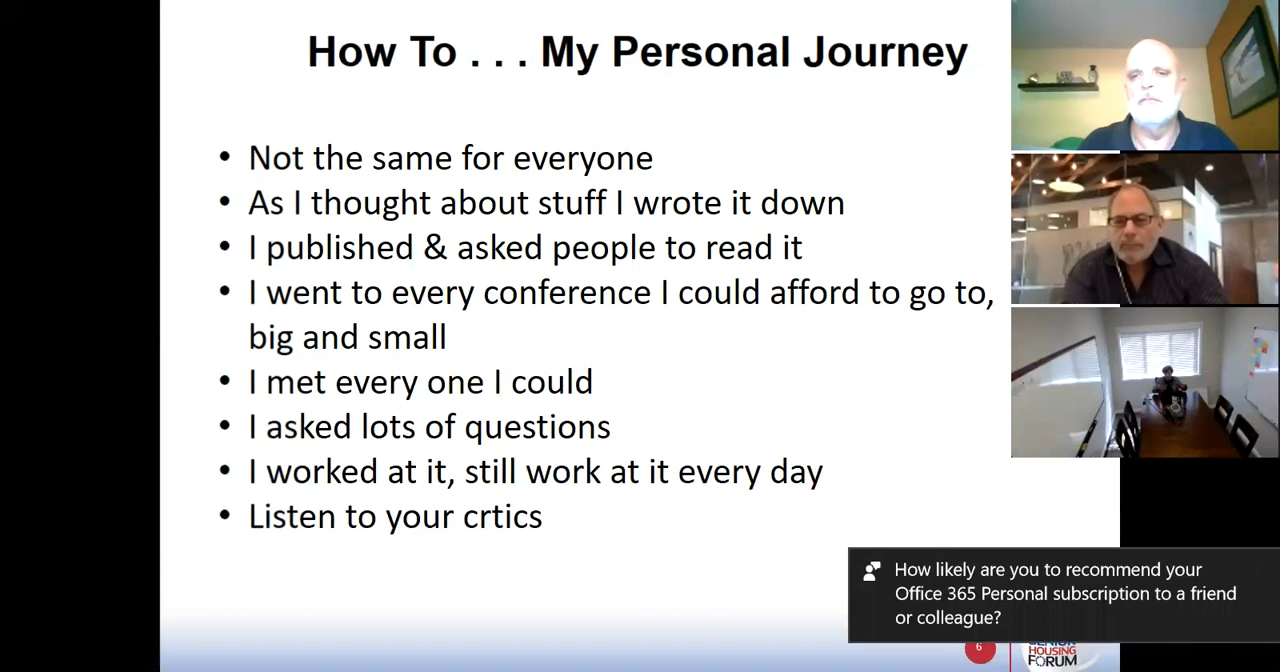 How To . . . My Personal Journey
• Not the same for everyone
• As I thought about stuff I wrote it down
• I published & asked people to read it
• I went to every conference I could afford to go to,
big and small
• I met every one I could
• I asked lots of questions
• I worked at it, still work at it every day
• Listen to your crtics
How likely are you to recommend your
Office 365 Personal subscription to a friend
or colleague?
6
HOUSING
FORUM